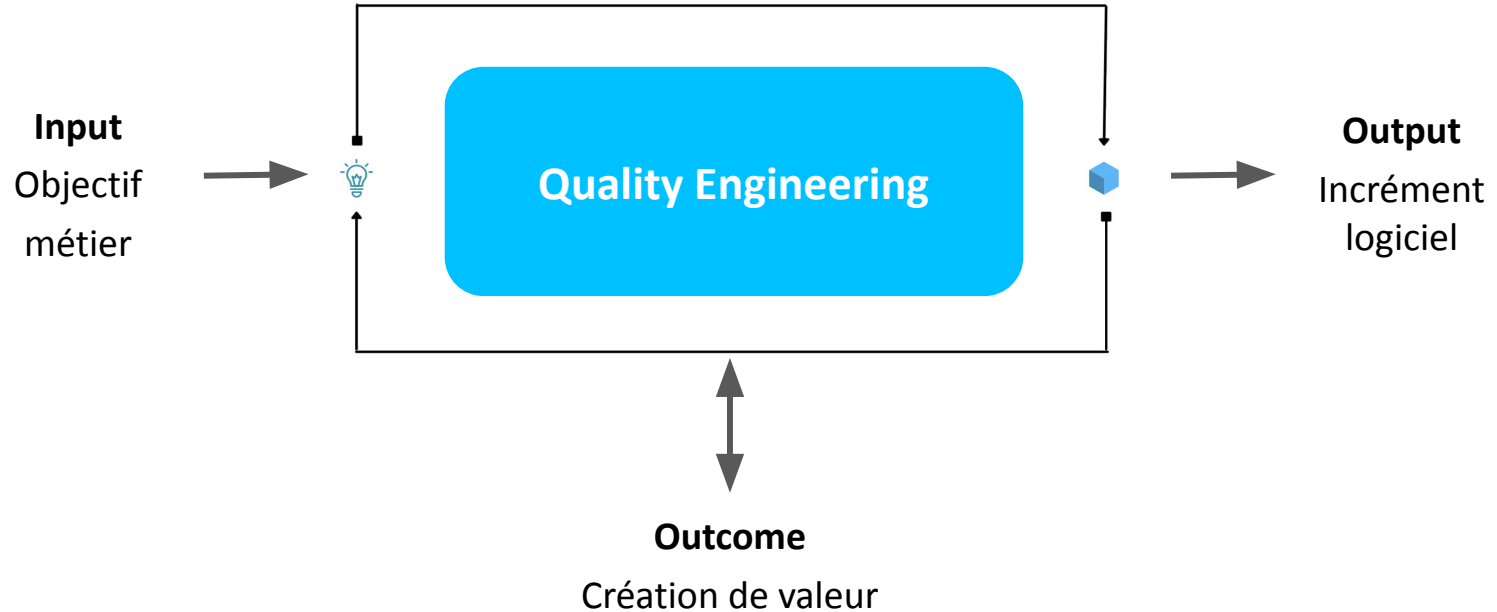 Input
Objectif
métier
Quality Engineering
Output
Incrément
logiciel
Outcome
Création de valeur